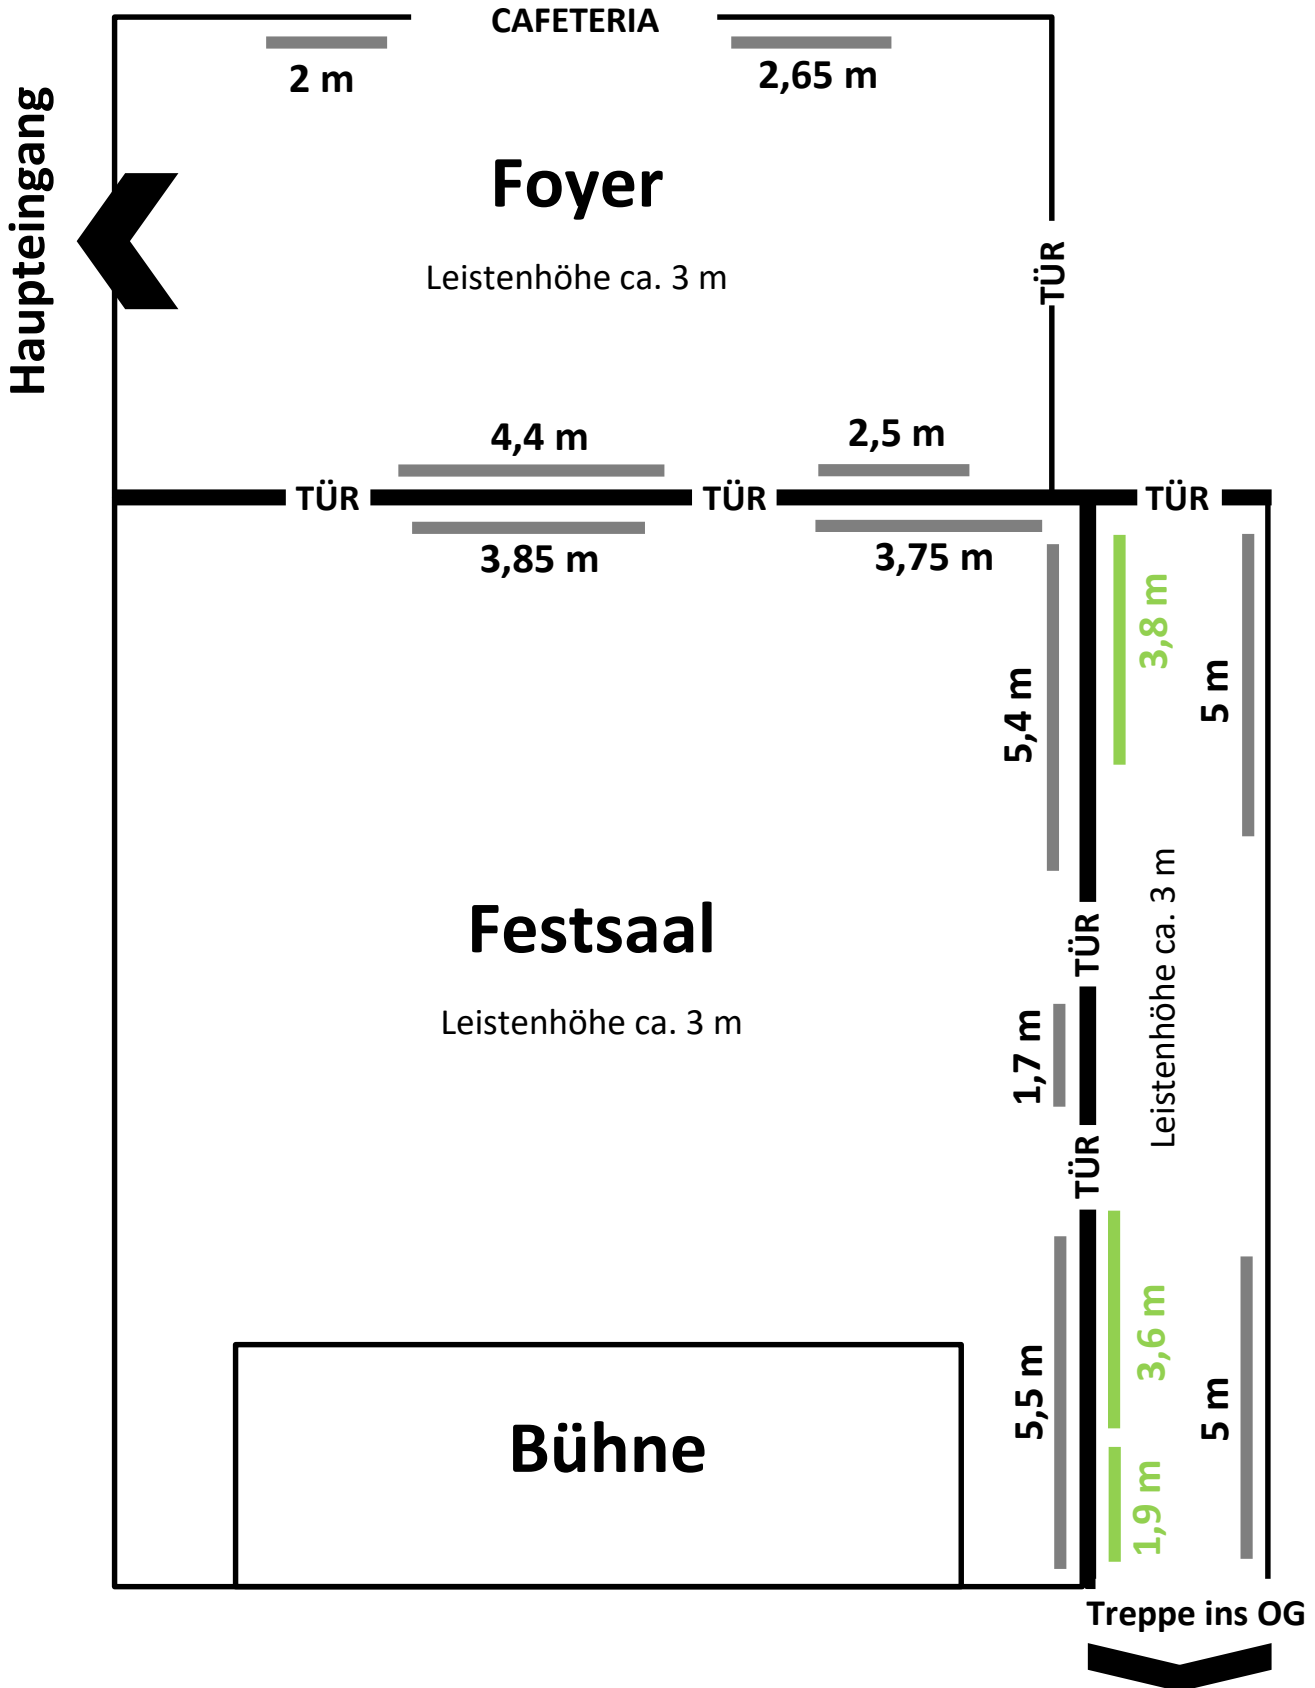 CAFETERIA
2 m
2,65 m
Haupteingang
Foyer
Leistenhöhe ca. 3 m
TÜR
4,4 m
2,5 m
TÜR
TÜR
TÜR
3,85 m
3,75 m
3,8 m
5 m
5,4 m
Festsaal
Leistenhöhe ca. 3 m
TÜR
Leistenhöhe ca. 3 m
1,7 m
TÜR
3,6 m
5,5 m
5 m
Bühne
1,9 m
Treppe ins OG